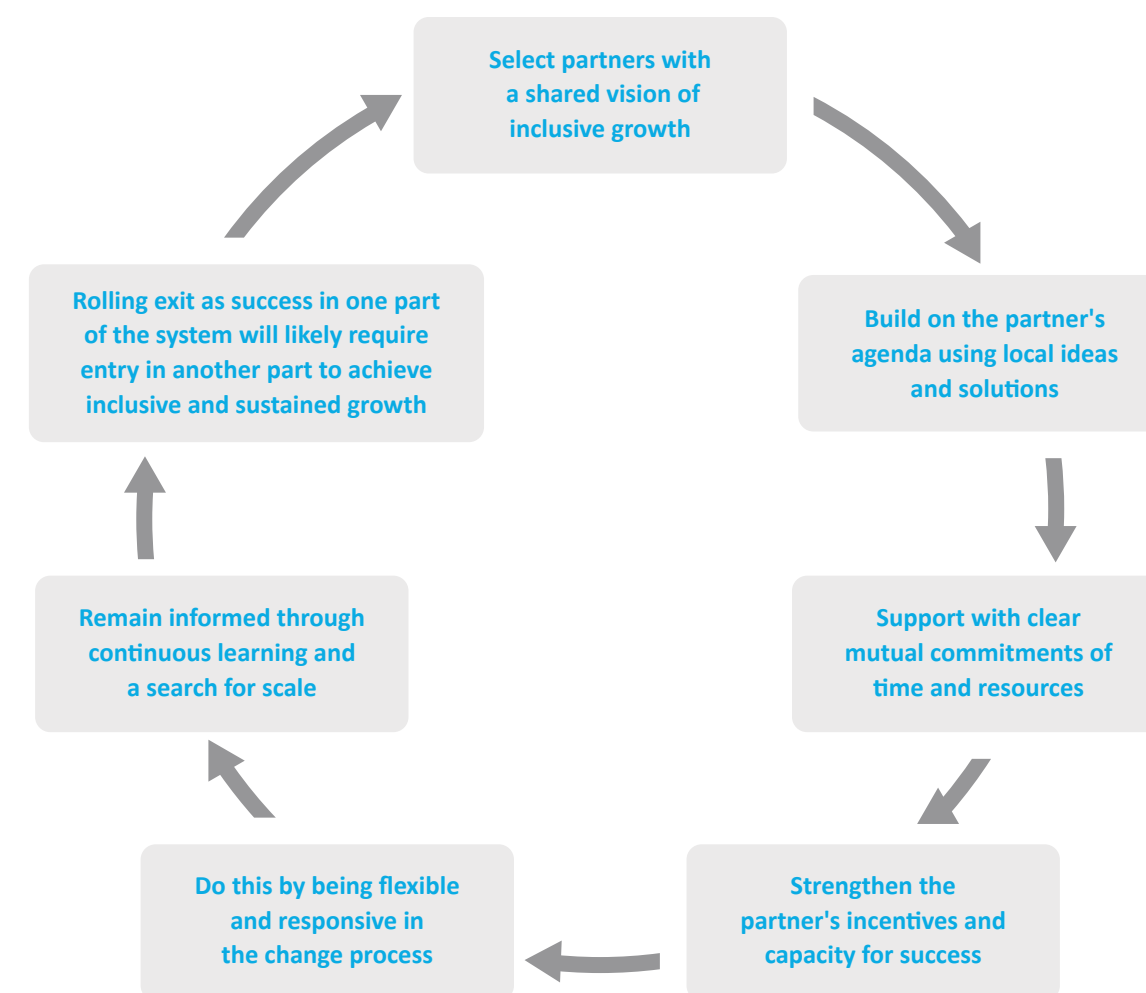 Select partners with
a shared vision of
inclusive growth
Build on the partner's
agenda using local ideas
and solutions
Support with clear
mutual commitments of
time and resources
Strengthen the
partner's incentives and
capacity for success
Do this by being flexible
and responsive in
the change process
Remain informed through
continuous learning and
a search for scale
Rolling exit as success in one part
of the system will likely require
entry in another part to achieve
inclusive and sustained growth